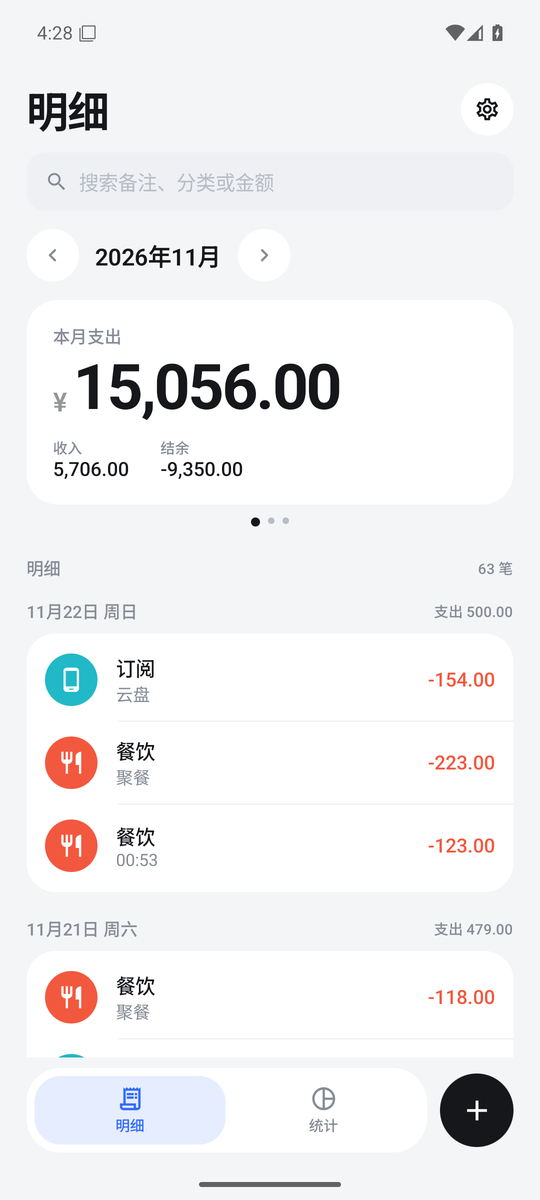 4:28
明细
搜索备注、分类或金额
2026年11月
本月支出
¥15,056.00
收入 结余
5,706.00 -9,350.00
明细 63 笔
11月22日 周日 支出 500.00
订阅
云盘 -154.00
餐饮
聚餐 -223.00
餐饮
00:53 -123.00
11月21日 周六 支出 479.00
餐饮
聚餐 -118.00
明细 统计